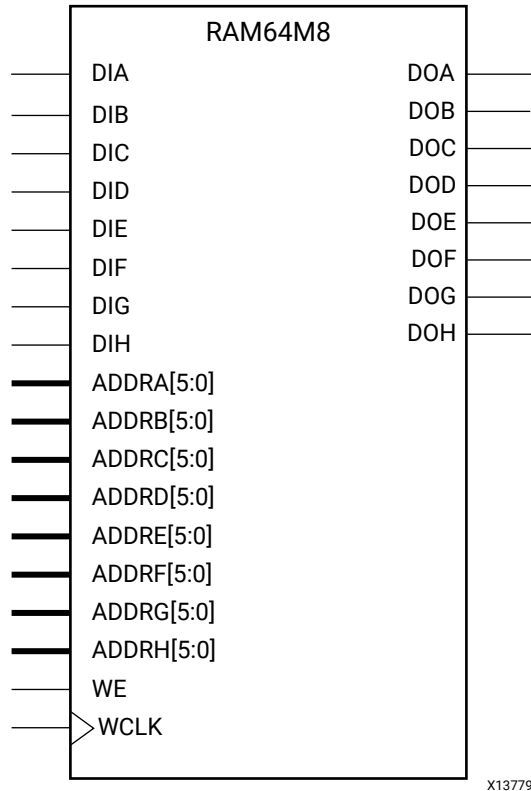 RAM64M8
DIA DOA
DIB DOB
DIC DOC
DID DOD
DIE DOE
DIF DOF
DIG DOG
DIH DOH
ADDRA[5:0]
ADDRB[5:0]
ADDRC[5:0]
ADDRD[5:0]
ADDRE[5:0]
ADDRF[5:0]
ADDRG[5:0]
ADDRH[5:0]
WE
WCLK
X13779